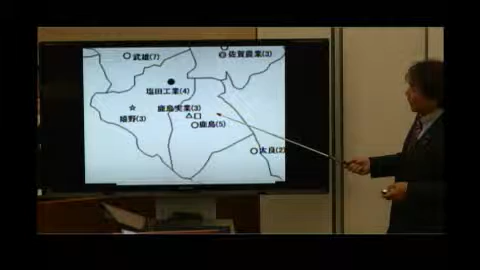 武雄(7)
佐賀農業(3)
塩田工業(4)
鹿島実業(3)
嬉野(3)
鹿島(5)
太良(2)